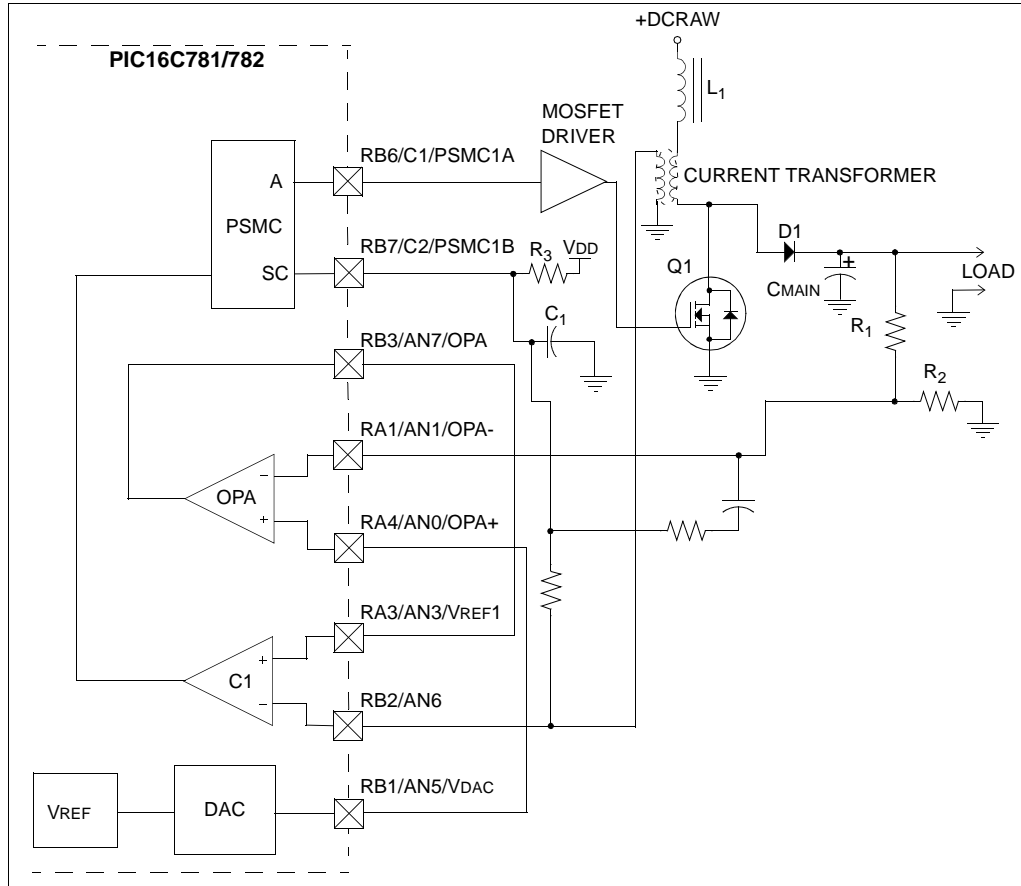 +DCRAW
PIC16C781/782
L1
MOSFET
DRIVER
RB6/C1/PSMC1A
A
CURRENT TRANSFORMER
PSMC
RB7/C2/PSMC1B
R3
VDD
D1
SC
Q1
CMAIN
+
LOAD
C1
R1
RB3/AN7/OPA
R2
RA1/AN1/OPA-
−
OPA
+
RA4/AN0/OPA+
RA3/AN3/VREF1
+
C1
−
RB2/AN6
RB1/AN5/VDAC
VREF
DAC